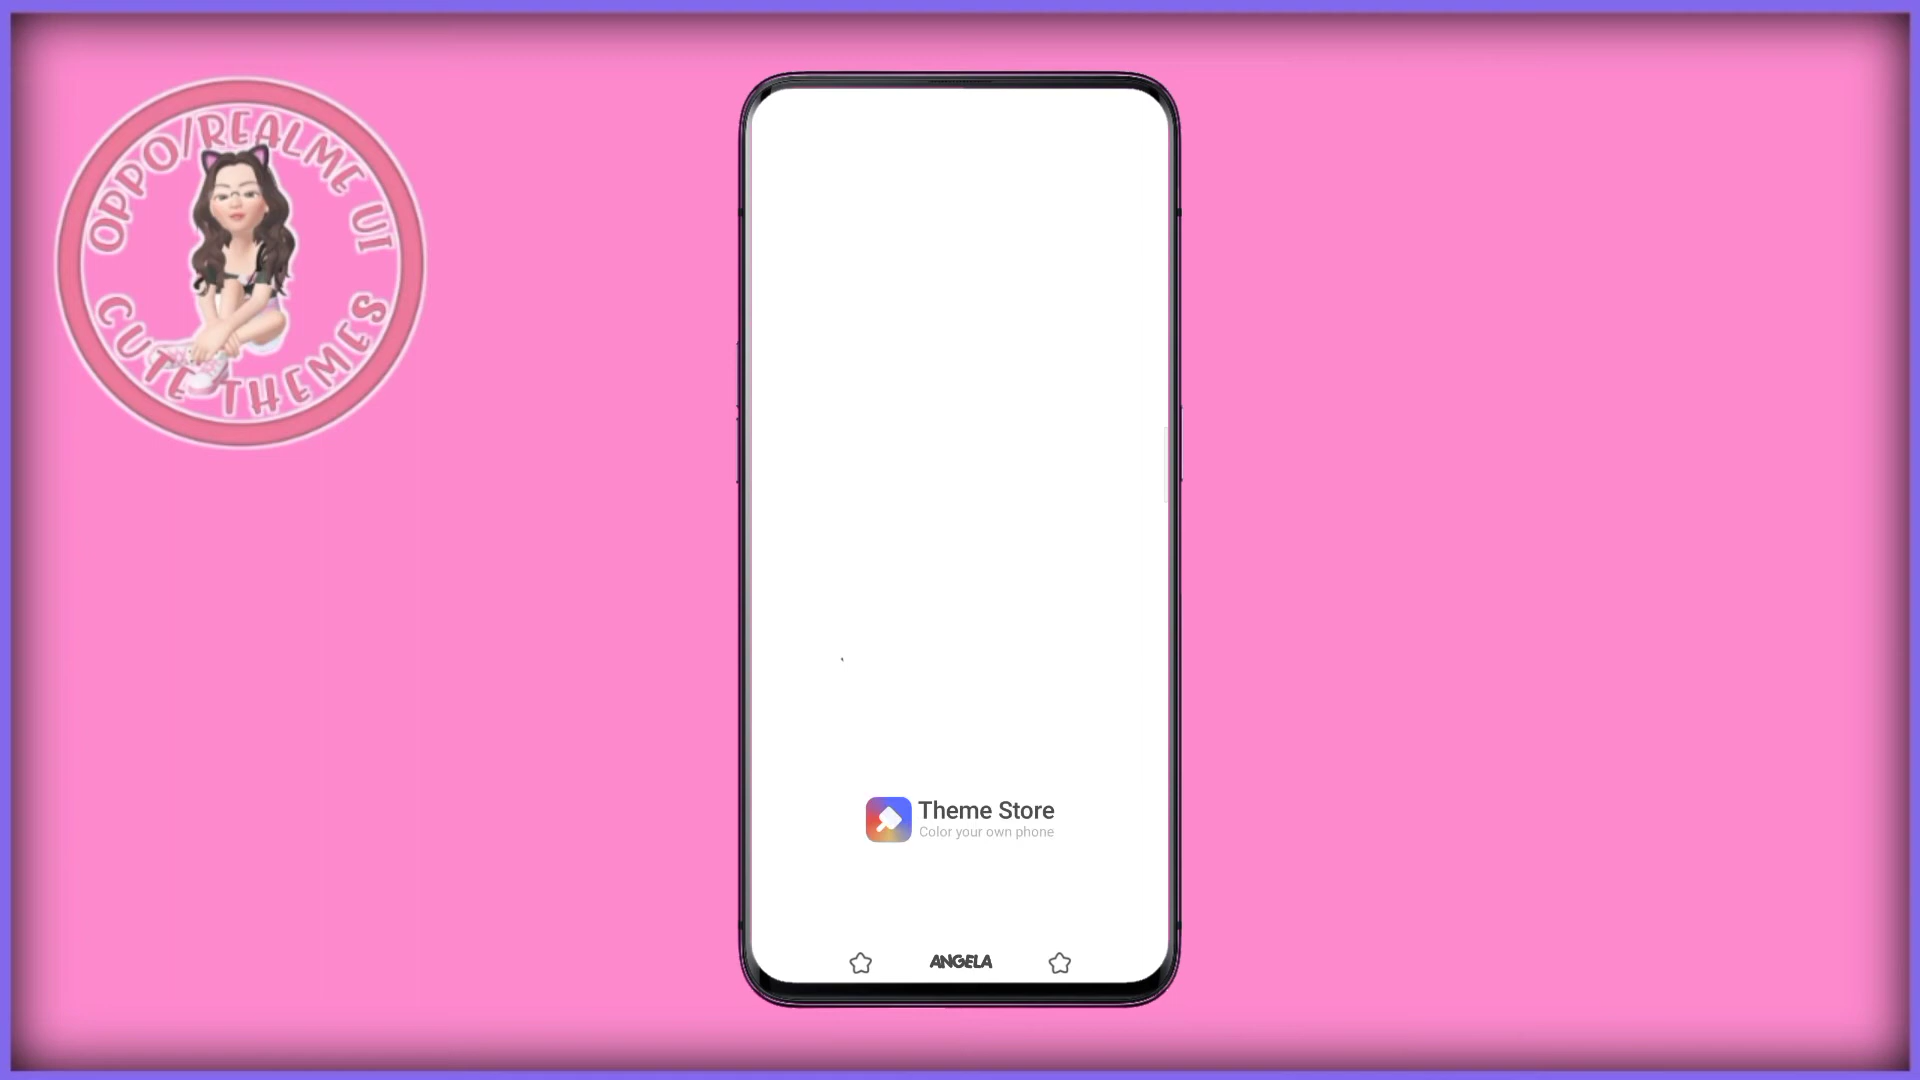 OPPO/REALME UI
CUTE THEMES
Theme Store
Color your own phone
ANGELA